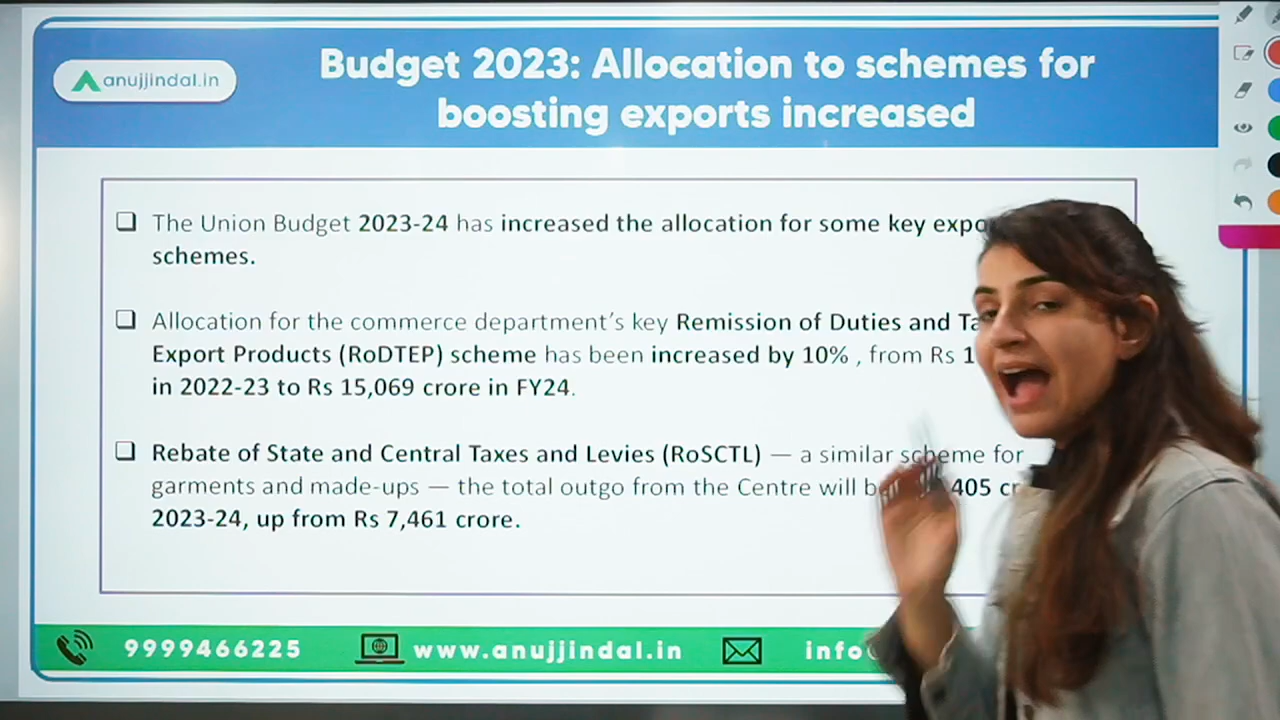 anujjindal.in
Budget 2023: Allocation to schemes for
boosting exports increased
The Union Budget 2023-24 has increased the allocation for some key
schemes.
Allocation for the commerce department's key Remission of Duties and
Export Products (RoDTEP) scheme has been increased by 10% , from Rs
in 2022-23 to Rs 15,069 crore in FY24.
Rebate of State and Central Taxes and Levies (RoSCTL) — a similar scheme for
garments and made-ups — the total outgo from the Centre will 405
2023-24, up from Rs 7,461 crore.
9999466225 www.anujjindal.in info